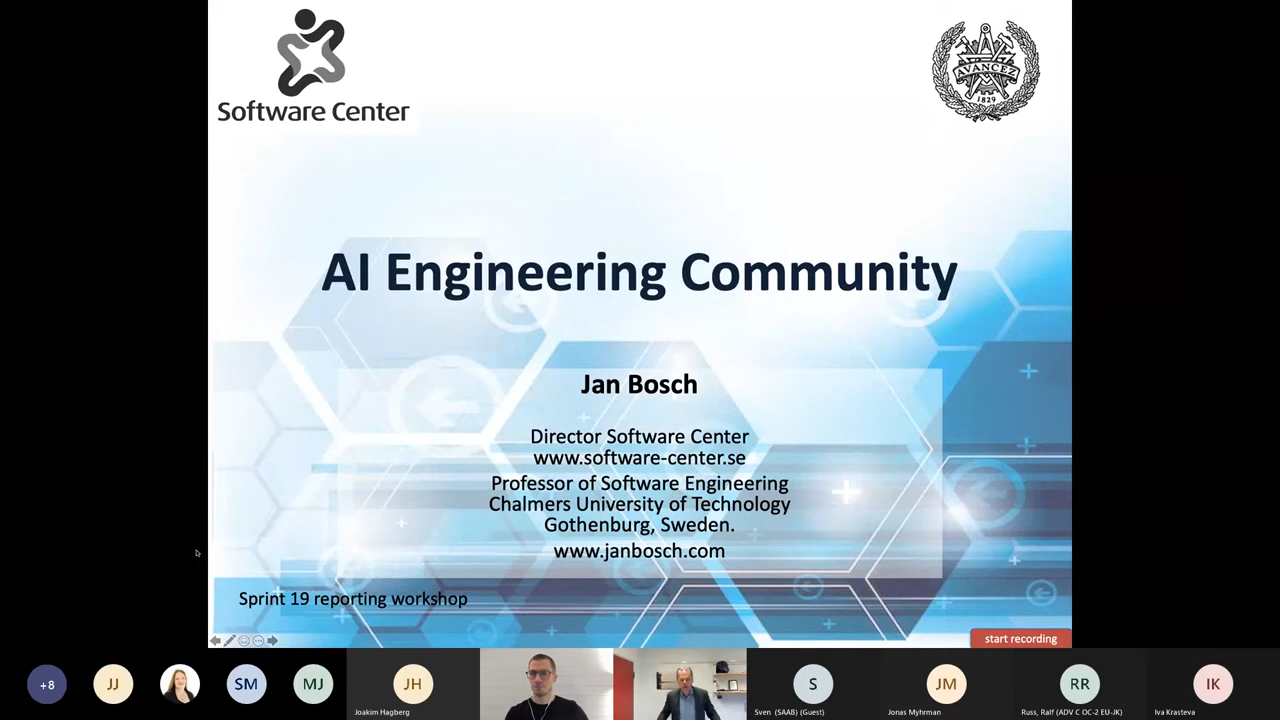 Software Center
AVANCEZ
1829
AI Engineering Community
Jan Bosch
Director Software Center
www.software-center.se
Professor of Software Engineering
Chalmers University of Technology
Gothenburg, Sweden.
www.janbosch.com
Sprint 19 reporting workshop
start recording
+8
JJ
SM
MJ
JH
S
JM
RR
IK
Joakim Hagberg
Sven (SAAB) (Guest)
Jonas Myhrman
Russ, Ralf (ADV C OC-2 EU-JK)
Iva Krasteva